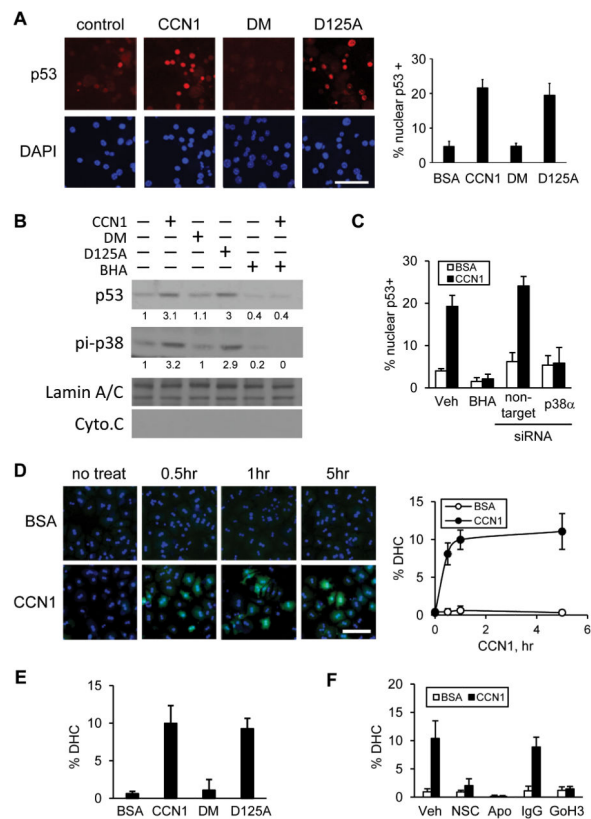 A
control CCN1 DM D125A
p53
DAPI
% nuclear p53 +
30
20
10
0
BSA CCN1 DM D125A
B
CCN1 — + — — — +
DM — — + — — —
D125A — — — + — —
BHA — — — — + +
p53
1 3.1 1.1 3 0.4 0.4
pi-p38
1 3.2 1 2.9 0.2 0
Lamin A/C
Cyto.C
C
BSA
CCN1
% nuclear p53+
30
20
10
0
Veh BHA non- p38α
target
siRNA
D
no treat 0.5hr 1hr 5hr
BSA
CCN1
BSA
CCN1
% DHC
15
10
5
0
0 2 4 6
CCN1, hr
E
% DHC
15
10
5
0
BSA CCN1 DM D125A
F
BSA CCN1
% DHC
20
15
10
5
0
Veh NSC Apo IgG GoH3